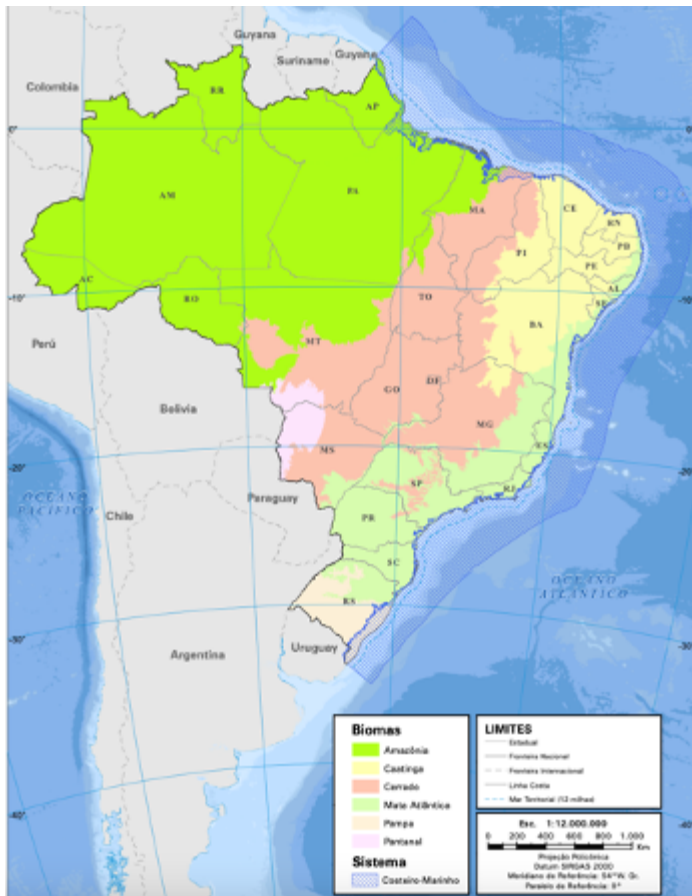 Guyana
Suriname
Guyane
Colombia
RR
AP
0°
AM
PA
MA
CE
RN
PB
PI
PE
AL
SE
AC
-10°
RO
TO
BA
MT
Perú
DF
GO
Bolivia
MG
MS
ES
-20°
SP
RJ
OCEANO
PACÍFICO
Paraguay
Chile
PR
SC
OCEANO
ATLÂNTICO
RS
-30°
Uruguay
Argentina
-40°
Biomas
Amazônia
Caatinga
Cerrado
Mata Atlântica
Pampa
Pantanal
Sistema
Costeiro-Marinho
LIMITES
Estadual
Fronteira Nacional
Fronteira Internacional
Linha Costa
Mar Territorial (12 milhas)
Esc. 1:12.000.000
0 200 400 600 800 1.000
Km
Projeção Policônica
Datum SIRGAS 2000
Meridiano de Referência: 54°W. Gr.
Paralelo de Referência: 0°